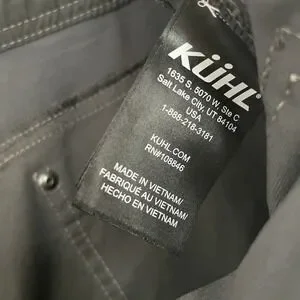 KÜHL
1635 S. 5070 W. Ste C
Salt Lake City, UT 84104
USA
1-888-218-3181
KUHL.COM
RN#108846
MADE IN VIETNAM/
FABRIQUÉ AU VIETNAM/
HECHO EN VIETNAM